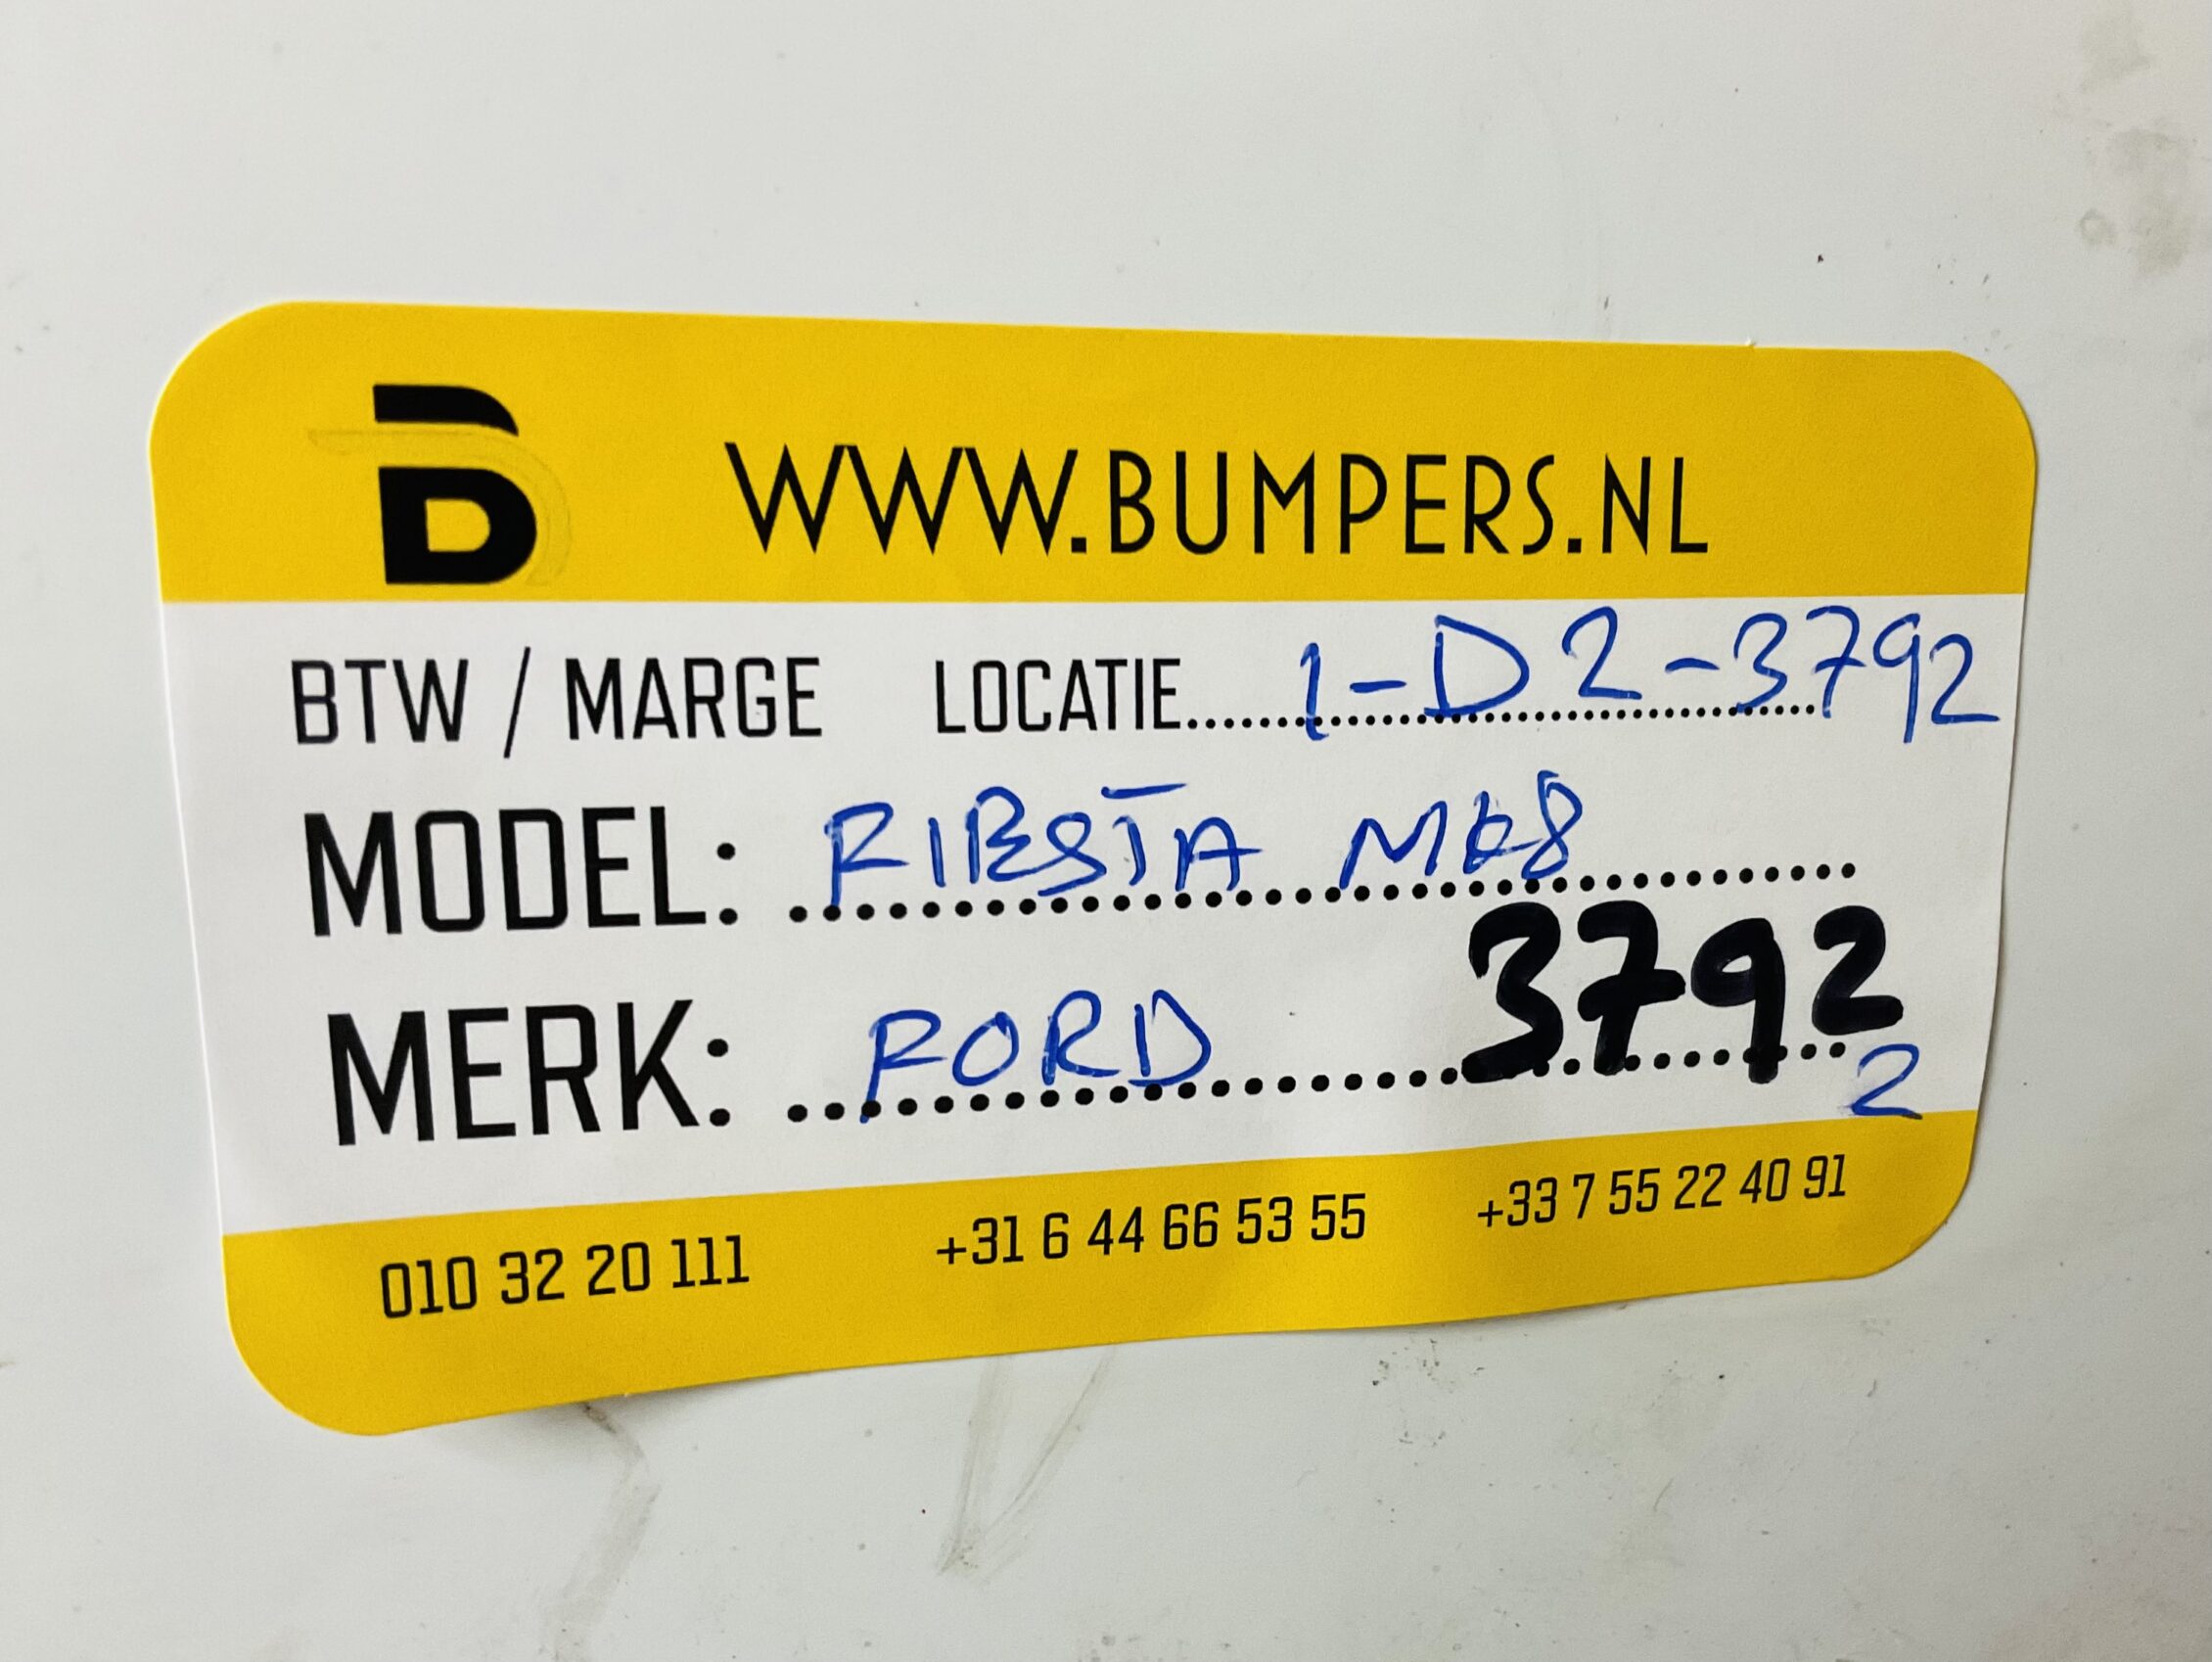 B WWW.BUMPERS.NL
BTW / MARGE LOCATIE 1-D2-3792
MODEL: FIESTA MK8
MERK: FORD 3792
2
010 32 20 111 +31 6 44 66 53 55 +33 7 55 22 40 91